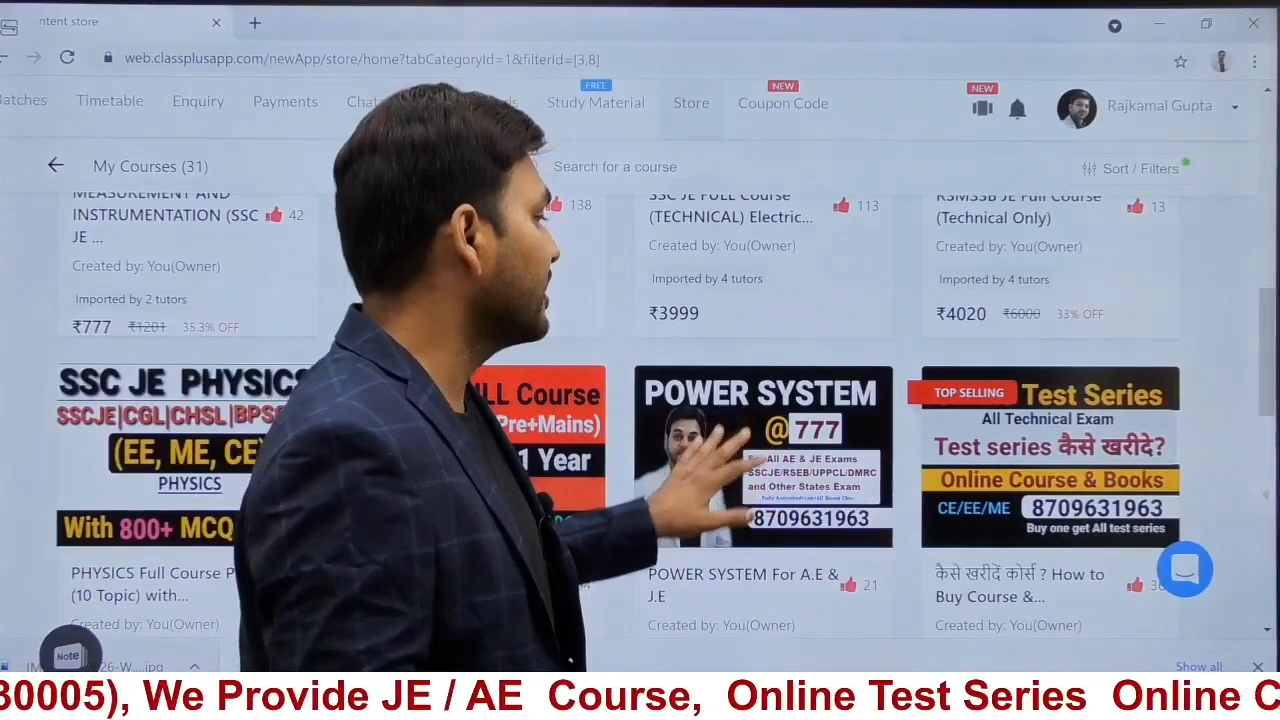 ntent store
web.classplusapp.com/newApp/store/home?tabCategoryId=1&filterId=[3,8]
FREE
NEW
NEW
Batches Timetable Enquiry Payments Chat Study Material Store Coupon Code Rajkamal Gupta
My Courses (31) Search for a course Sort / Filters
MEASUREMENT AND
INSTRUMENTATION (SSC
JE ...
42
Created by: You(Owner)
Imported by 2 tutors
₹777 ₹1201 35.3% OFF
138
SSC JE FULL Course
(TECHNICAL) Electric...
113
Created by: You(Owner)
Imported by 4 tutors
₹3999
RSMSSB JE Full Course
(Technical Only)
13
Created by: You(Owner)
Imported by 4 tutors
₹4020 ₹6000 33% OFF
SSC JE PHYSICS
SSCJE|CGL|CHSL|BPSC
(EE, ME, CE)
PHYSICS
With 800+ MCQ
PHYSICS Full Course P
(10 Topic) with...
Created by: You(Owner)
LL Course
Pre+Mains)
1 Year
POWER SYSTEM
@777
For All AE & JE Exams
SSCJE/RSEB/UPPCL/DMRC
and Other States Exam
8709631963
POWER SYSTEM For A.E &
J.E
21
Created by: You(Owner)
TOP SELLING
Test Series
All Technical Exam
Test series कैसे खरीदे?
Online Course & Books
CE/EE/ME 8709631963
Buy one get All test series
कैसे खरीदें कोर्स ? How to
Buy Course &...
Created by: You(Owner)
Note
Show all
30005), We Provide JE / AE Course, Online Test Series Online C